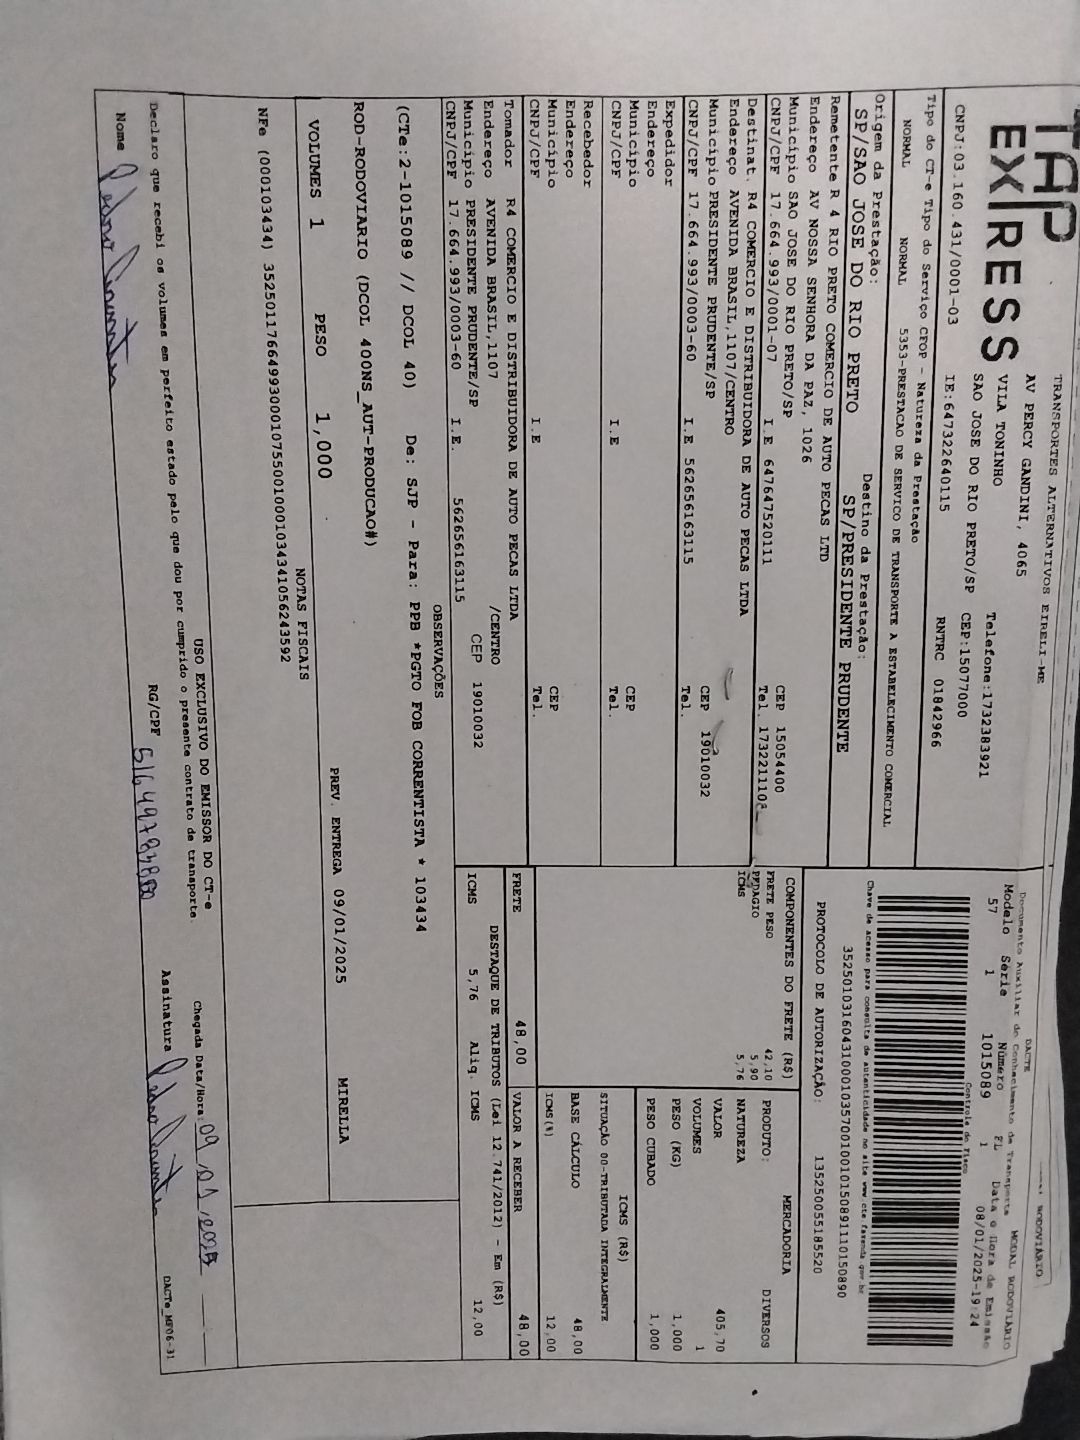 TAP
EXPRESS
TRANSPORTES ALTERNATIVOS EIRELI-ME
AV PERCY GANDINI, 4065
VILA TONINHO Telefone:1732383921
SAO JOSE DO RIO PRETO/SP CEP:15077000
CNPJ:03.160.431/0001-03 IE:647322640115 RNTRC 01842966
DACTE
Documento Auxiliar do Conhecimento de Transporte MODAL RODOVIÁRIO
Modelo Série Número FL Data e Hora de Emissão
57 1 1015089 1 08/01/2025-19:24
Controle do Fisco
Chave de acesso para consulta de autenticidade no site www.cte.fazenda.gov.br
PROTOCOLO DE AUTORIZAÇÃO: 135250055185520
Tipo do CT-e Tipo do Serviço CFOP - Natureza da Prestação
NORMAL NORMAL 5353-PRESTACAO DE SERVICO DE TRANSPORTE A ESTABELECIMENTO COMERCIAL
Origem da Prestação: Destino da Prestação:
SP/SAO JOSE DO RIO PRETO SP/PRESIDENTE PRUDENTE
Remetente R 4 RIO PRETO COMERCIO DE AUTO PECAS LTD
Endereço AV NOSSA SENHORA DA PAZ, 1026
Município SAO JOSE DO RIO PRETO/SP CEP 15054400
CNPJ/CPF 17.664.993/0001-07 I.E 647647520111 Tel.
Destinat. R4 COMERCIO E DISTRIBUIDORA DE AUTO PECAS LTDA
Endereço AVENIDA BRASIL,1107/CENTRO
Município PRESIDENTE PRUDENTE/SP CEP 19010032
CNPJ/CPF 17.664.993/0003-60 I.E 562656163115 Tel.
Expedidor
Endereço
Município CEP
CNPJ/CPF I.E Tel.
Recebedor
Endereço
Município CEP
CNPJ/CPF I.E Tel.
Tomador R4 COMERCIO E DISTRIBUIDORA DE AUTO PECAS LTDA
Endereço AVENIDA BRASIL,1107 /CENTRO
Município PRESIDENTE PRUDENTE/SP CEP 19010032
CNPJ/CPF 17.664.993/0003-60 I.E. 562656163115
COMPONENTES DO FRETE (R$)
FRETE PESO 42,10
PEDAGIO 5,90
ICMS 5,76
MERCADORIA
PRODUTO: DIVERSOS
NATUREZA
VALOR 405,70
VOLUMES 1
PESO (KG) 1,000
PESO CUBADO 1,000
ICMS (R$)
SITUAÇÃO 00-TRIBUTADA INTEGRALMENTE
BASE CÁLCULO 48,00
ICMS(%) 12,00
FRETE 48,00 VALOR A RECEBER 48,00
DESTAQUE DE TRIBUTOS (Lei 12.741/2012) - Em (R$)
ICMS 5,76 Aliq. ICMS 12,00
OBSERVAÇÕES
(CTe:2-1015089 // DCOL 40) De: SJP - Para: PPB *PGTO FOB CORRENTISTA * 103434
ROD-RODOVIARIO (DCOL 400NS_AUT-PRODUCAO#)
VOLUMES 1 PESO 1,000 PREV. ENTREGA 09/01/2025 MIRELLA
NOTAS FISCAIS
NFe (000103434) 35250117664993000107550010001034341056243592
USO EXCLUSIVO DO EMISSOR DO CT-e
Declaro que recebi os volumes em perfeito estado pelo que dou por cumprido o presente contrato de transporte. Chegada Data/Hora: 09/01/2025
Nome RG/CPF Assinatura
DACTe_MF06-31